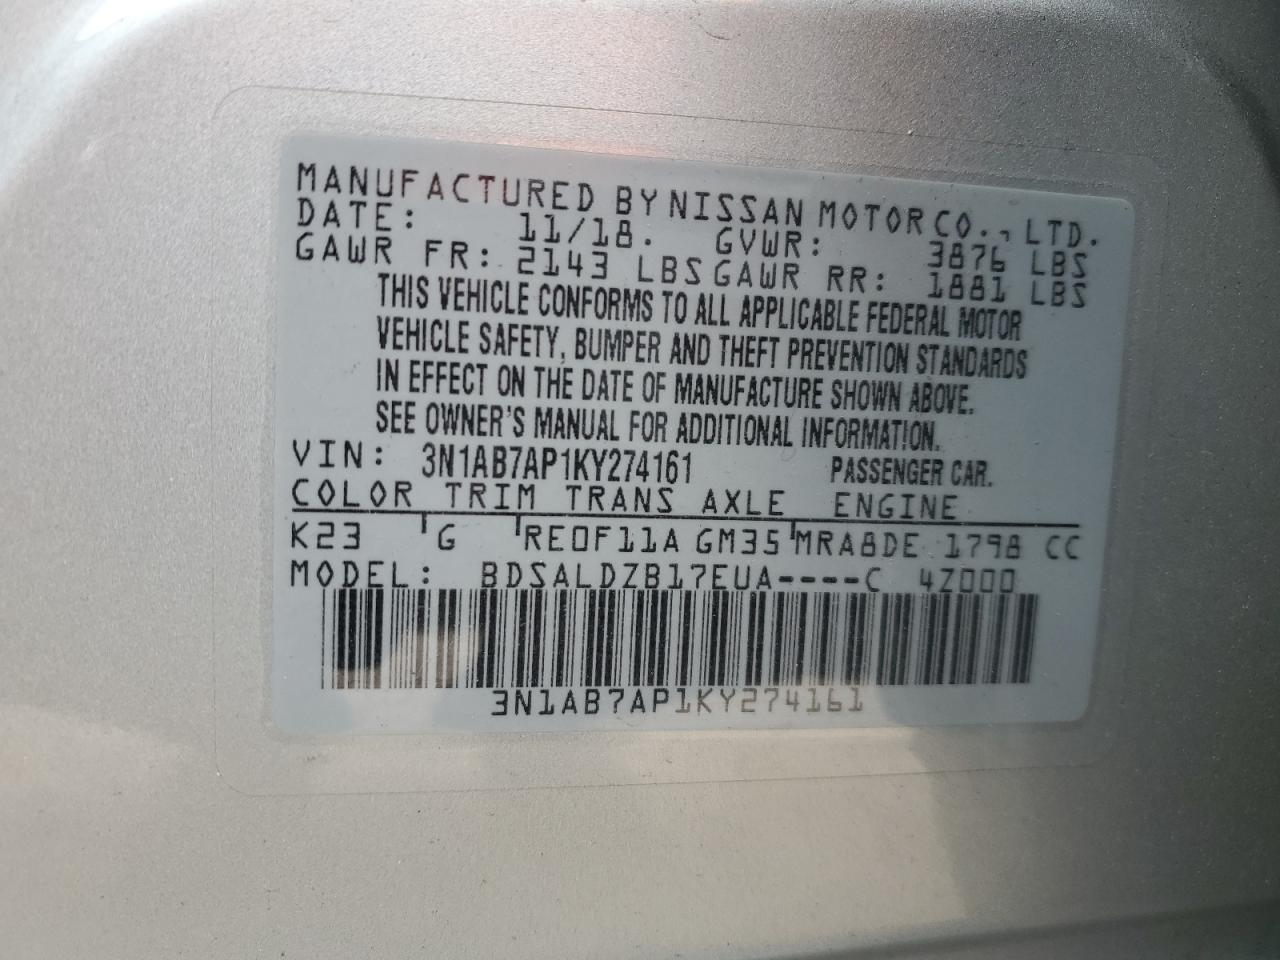 MANUFACTURED BY NISSAN MOTOR CO., LTD.
DATE: 11/18. GVWR: 3876 LBS
GAWR FR: 2143 LBS GAWR RR: 1881 LBS
THIS VEHICLE CONFORMS TO ALL APPLICABLE FEDERAL MOTOR
VEHICLE SAFETY, BUMPER AND THEFT PREVENTION STANDARDS
IN EFFECT ON THE DATE OF MANUFACTURE SHOWN ABOVE.
SEE OWNER'S MANUAL FOR ADDITIONAL INFORMATION.
VIN: 3N1AB7AP1KY274161 PASSENGER CAR.
COLOR TRIM TRANS AXLE ENGINE
K23 G RE0F11A GM35 MRA8DE 1798 CC
MODEL: BDSALDZB17EUA----C 4Z000
3N1AB7AP1KY274161